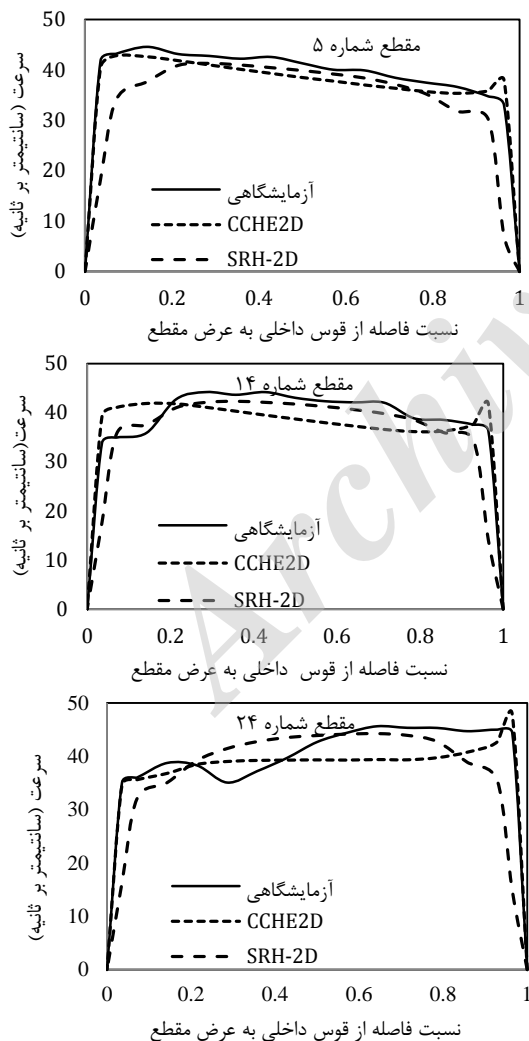 مقطع شماره ۵
سرعت (سانتیمتر بر ثانیه)
50
40
30
20
10
0
آزمایشگاهی
CCHE2D
SRH-2D
0 0.2 0.4 0.6 0.8 1
نسبت فاصله از قوس داخلی به عرض مقطع
مقطع شماره ۱۴
سرعت(سانتیمتر بر ثانیه)
50
40
30
20
10
0
آزمایشگاهی
CCHE2D
SRH-2D
0 0.2 0.4 0.6 0.8 1
نسبت فاصله از قوس داخلی به عرض مقطع
مقطع شماره ۲۴
سرعت (سانتیمتر بر ثانیه)
50
40
30
20
10
0
آزمایشگاهی
CCHE2D
SRH-2D
0 0.2 0.4 0.6 0.8 1
نسبت فاصله از قوس داخلی به عرض مقطع
Archiv